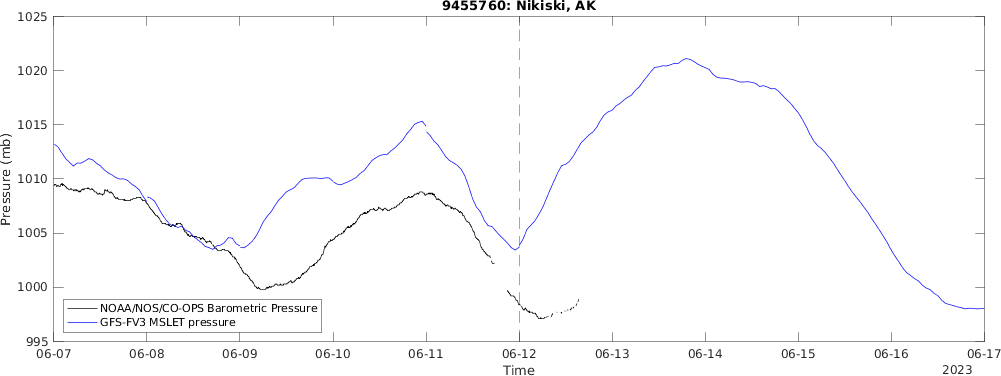 9455760: Nikiski, AK
Pressure (mb)
1025
1020
1015
1010
1005
1000
995
NOAA/NOS/CO-OPS Barometric Pressure
GFS-FV3 MSLET pressure
06-07 06-08 06-09 06-10 06-11 06-12 06-13 06-14 06-15 06-16 06-17
Time
2023